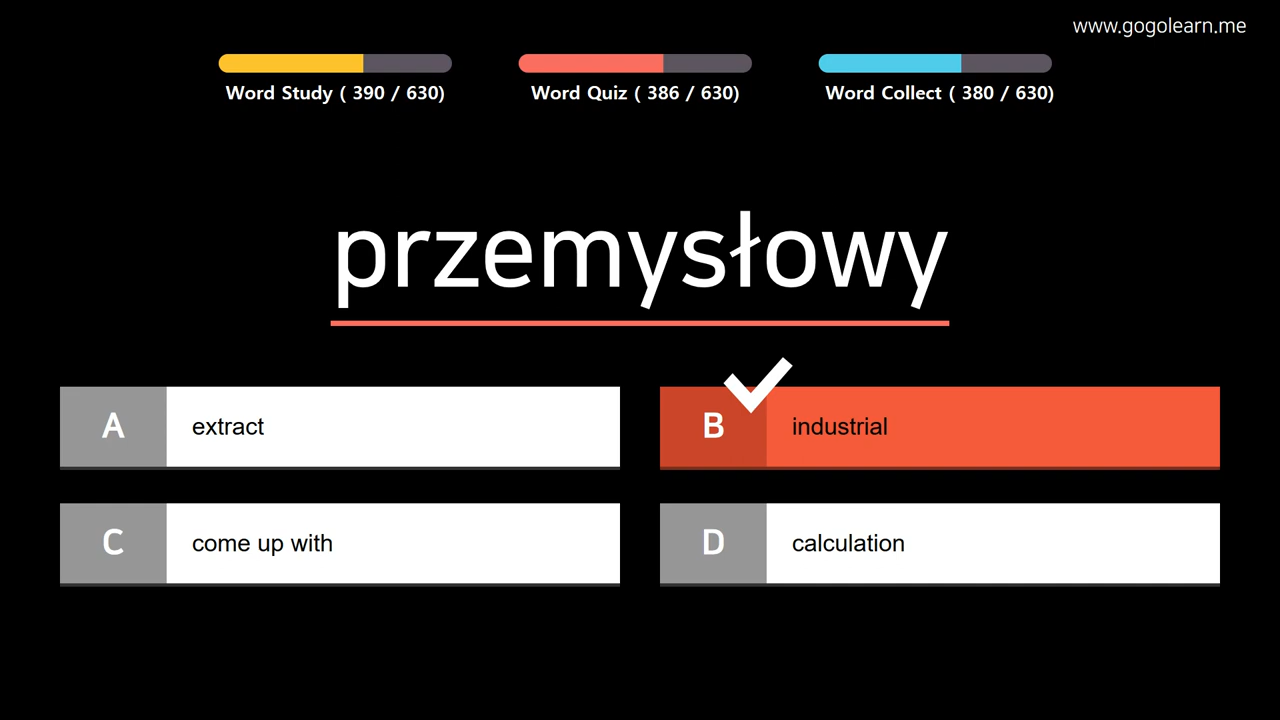 www.gogolearn.me
Word Study ( 390 / 630)
Word Quiz ( 386 / 630)
Word Collect ( 380 / 630)
przemysłowy
A extract
B industrial
C come up with
D calculation